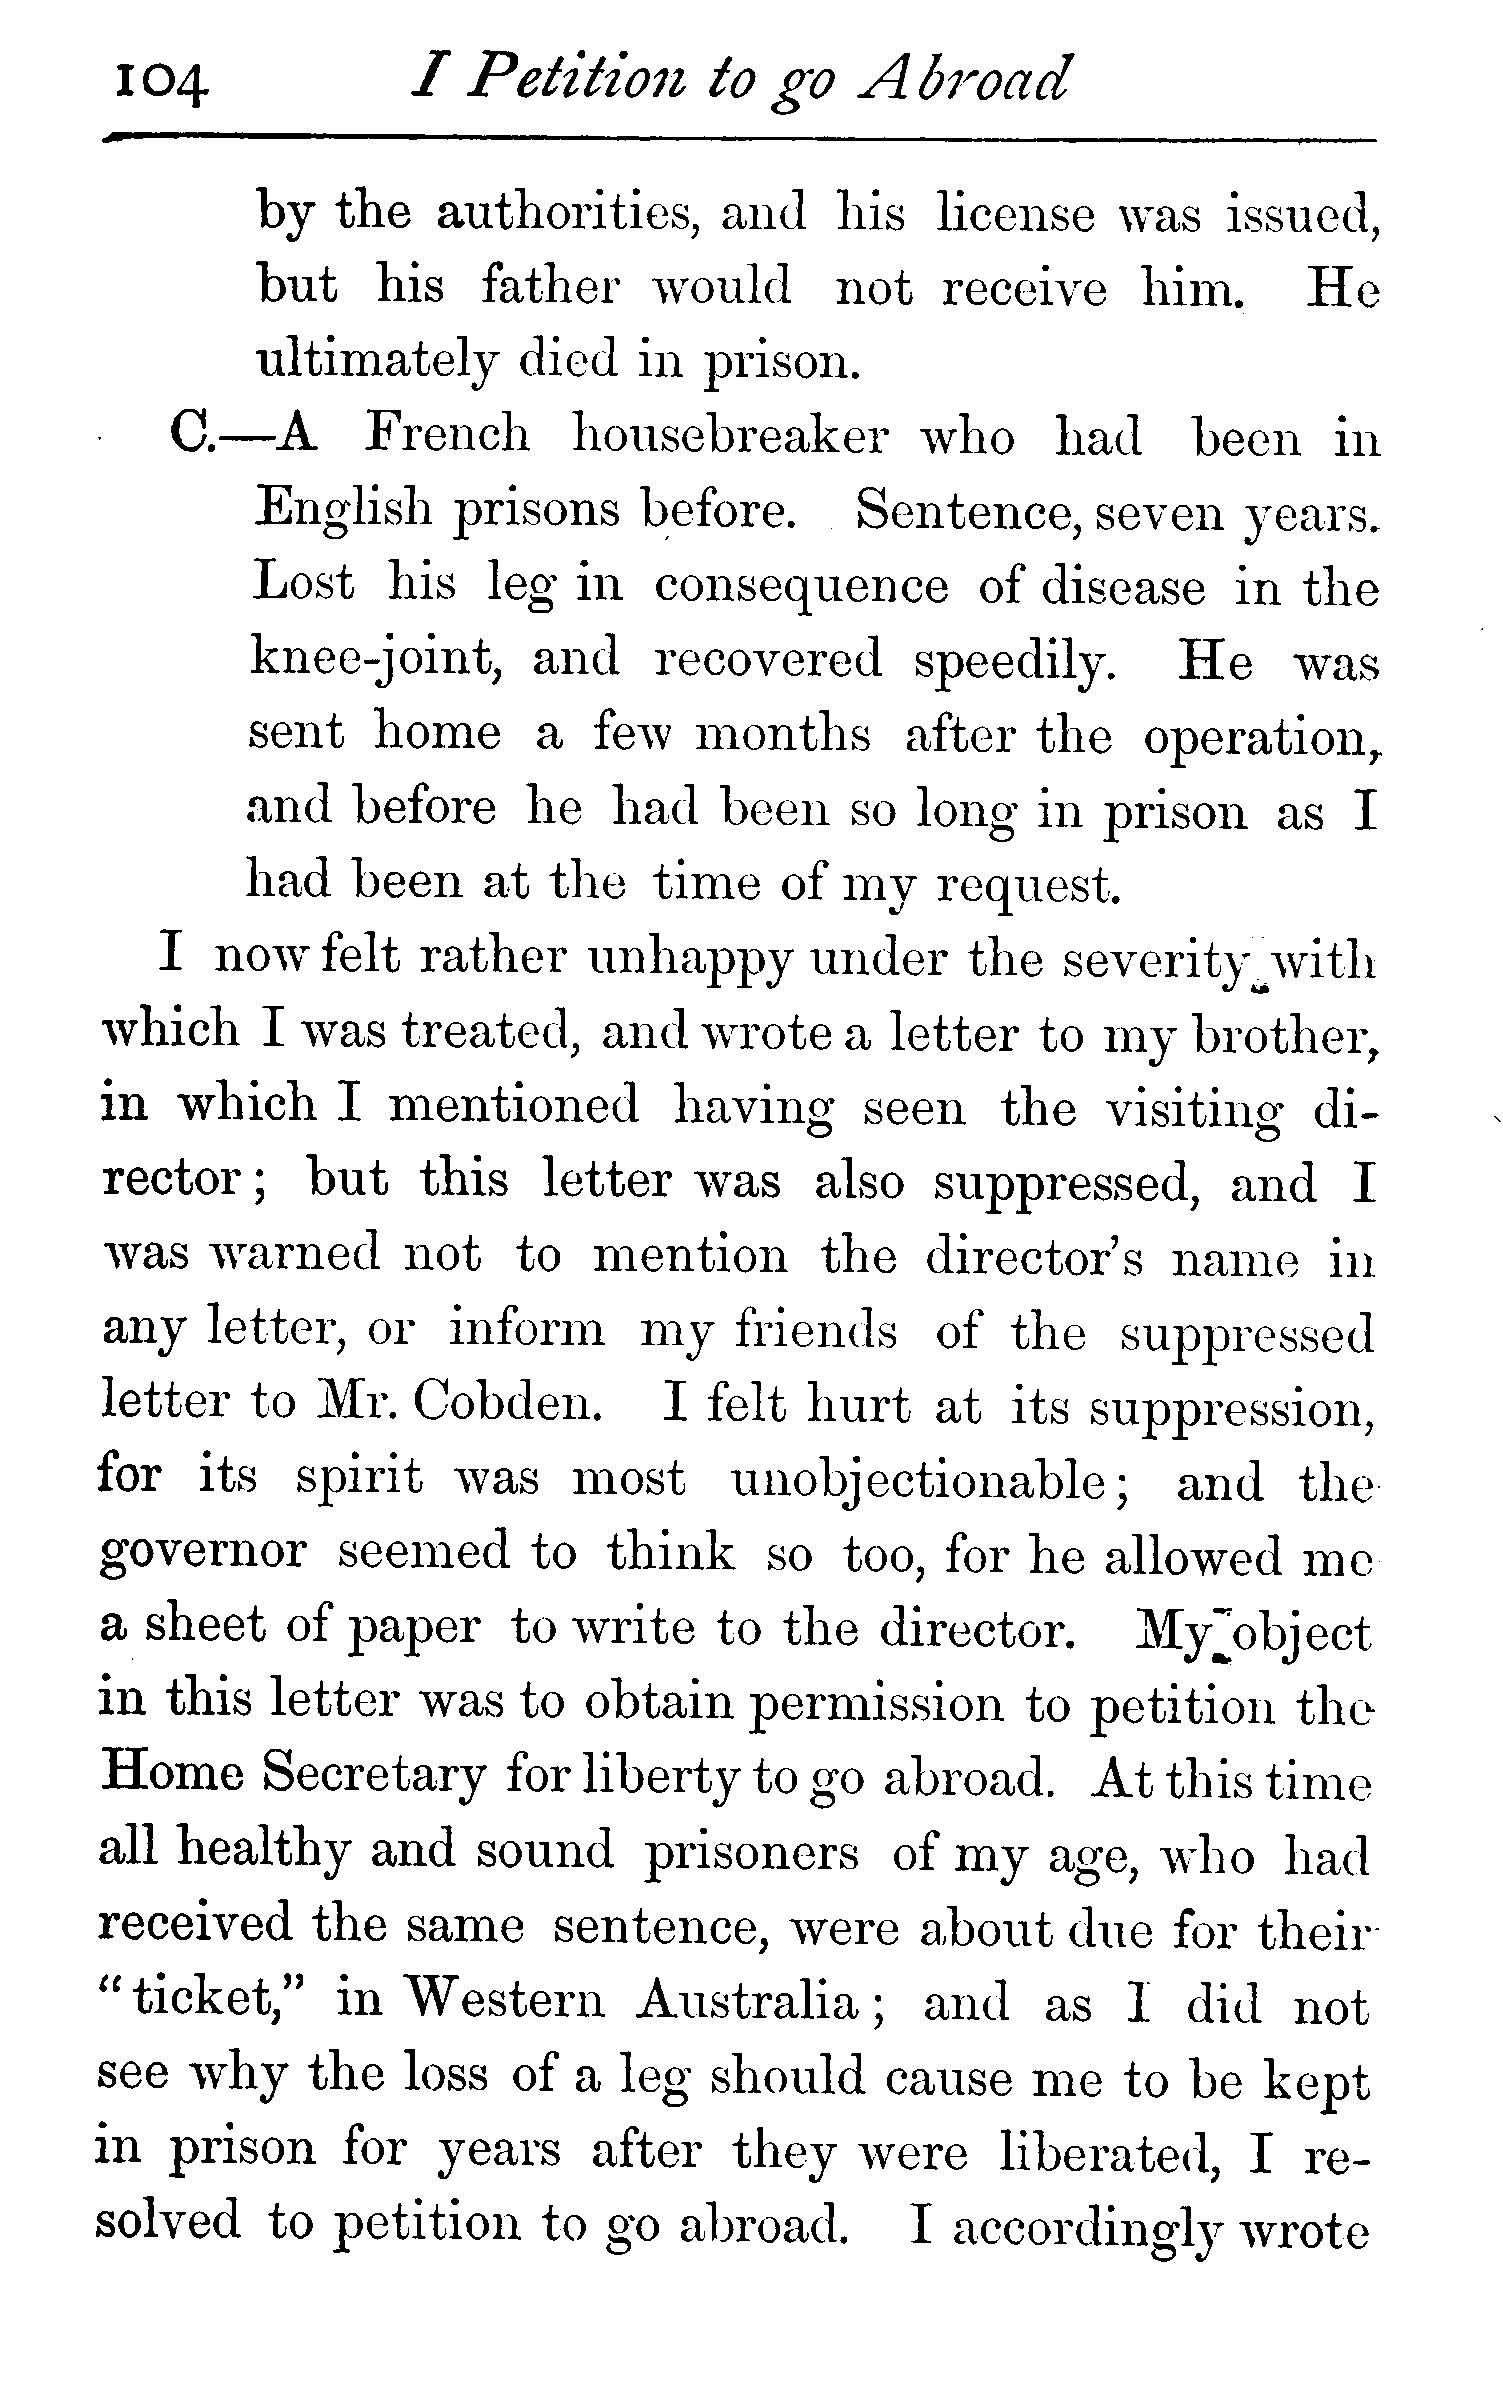 104 I Petition to go Abroad
by the authorities, and his license was issued,
but his father would not receive him. He
ultimately died in prison.
C.—A French housebreaker who had been in
English prisons before. Sentence, seven years.
Lost his leg in consequence of disease in the
knee-joint, and recovered speedily. He was
sent home a few months after the operation,
and before he had been so long in prison as I
had been at the time of my request.
I now felt rather unhappy under the severity with
which I was treated, and wrote a letter to my brother,
in which I mentioned having seen the visiting di-
rector; but this letter was also suppressed, and I
was warned not to mention the director's name in
any letter, or inform my friends of the suppressed
letter to Mr. Cobden. I felt hurt at its suppression,
for its spirit was most unobjectionable; and the
governor seemed to think so too, for he allowed me
a sheet of paper to write to the director. My object
in this letter was to obtain permission to petition the
Home Secretary for liberty to go abroad. At this time
all healthy and sound prisoners of my age, who had
received the same sentence, were about due for their
"ticket," in Western Australia; and as I did not
see why the loss of a leg should cause me to be kept
in prison for years after they were liberated, I re-
solved to petition to go abroad. I accordingly wrote